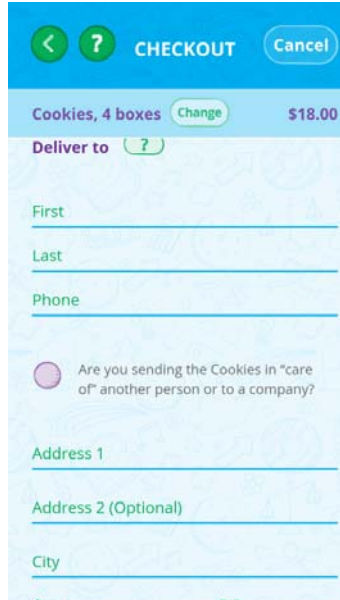 < ? CHECKOUT Cancel
Cookies, 4 boxes Change $18.00
Deliver to ?
First
Last
Phone
Are you sending the Cookies in “care
of” another person or to a company?
Address 1
Address 2 (Optional)
City